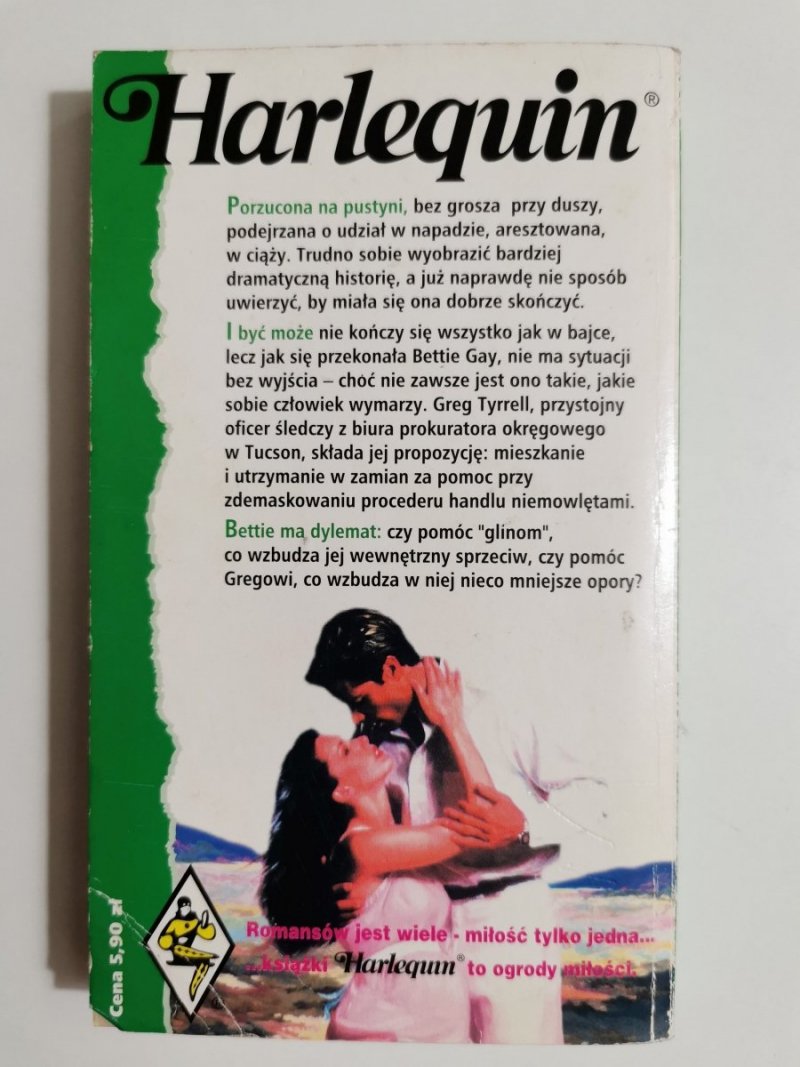 Harlequin®
Porzucona na pustyni, bez grosza przy duszy,
podejrzana o udział w napadzie, aresztowana,
w ciąży. Trudno sobie wyobrazić bardziej
dramatyczną historię, a już naprawdę nie sposób
uwierzyć, by miała się ona dobrze skończyć.
I być może nie kończy się wszystko jak w bajce,
lecz jak się przekonała Bettie Gay, nie ma sytuacji
bez wyjścia – choć nie zawsze jest ono takie, jakie
sobie człowiek wymarzy. Greg Tyrrell, przystojny
oficer śledczy z biura prokuratora okręgowego
w Tucson, składa jej propozycję: mieszkanie
i utrzymanie w zamian za pomoc przy
zdemaskowaniu procederu handlu niemowlętami.
Bettie ma dylemat: czy pomóc "glinom",
co wzbudza jej wewnętrzny sprzeciw, czy pomóc
Gregowi, co wzbudza w niej nieco mniejsze opory?
Romansów jest wiele - miłość tylko jedna...
...książki Harlequin® to ogrody miłości.
Cena 5,90 zł